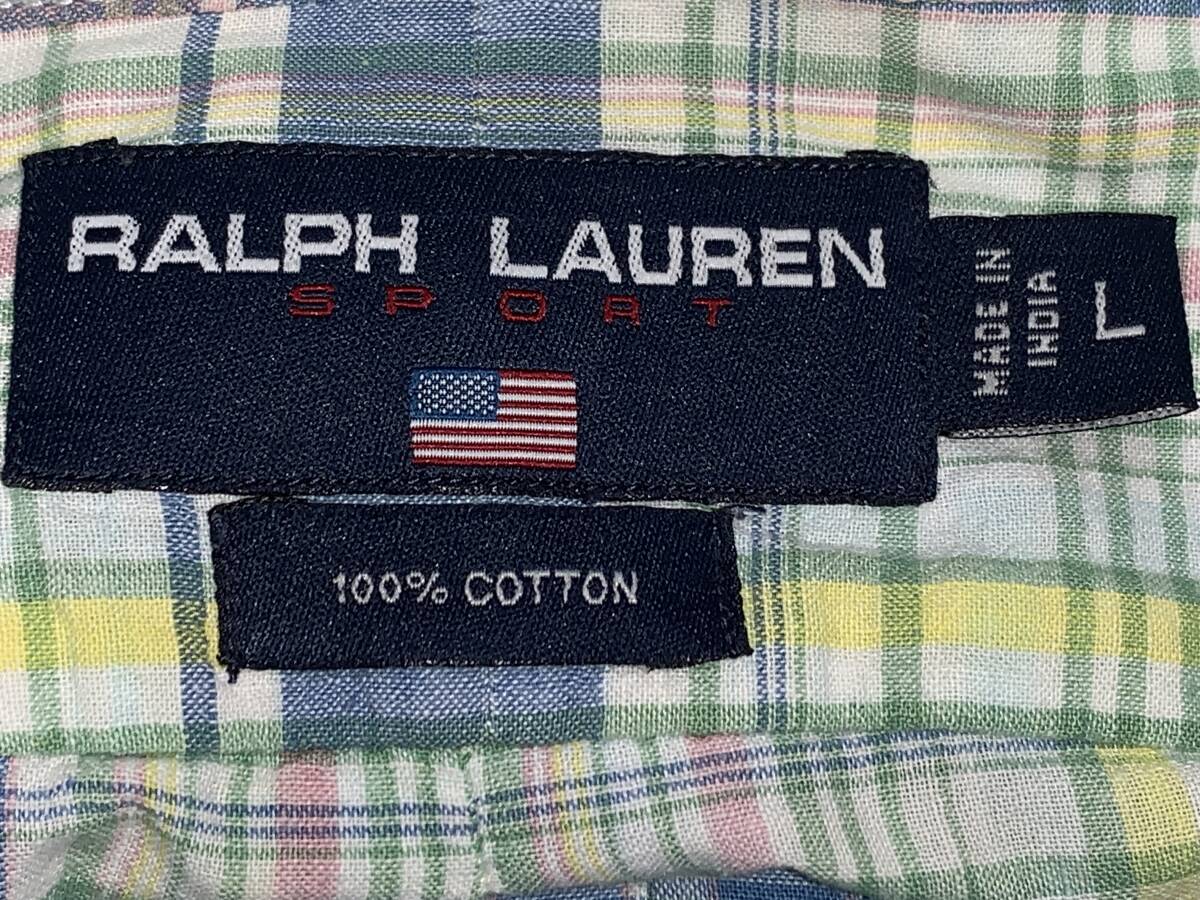 RALPH LAUREN
SPORT
MADE IN
INDIA
L
100% COTTON